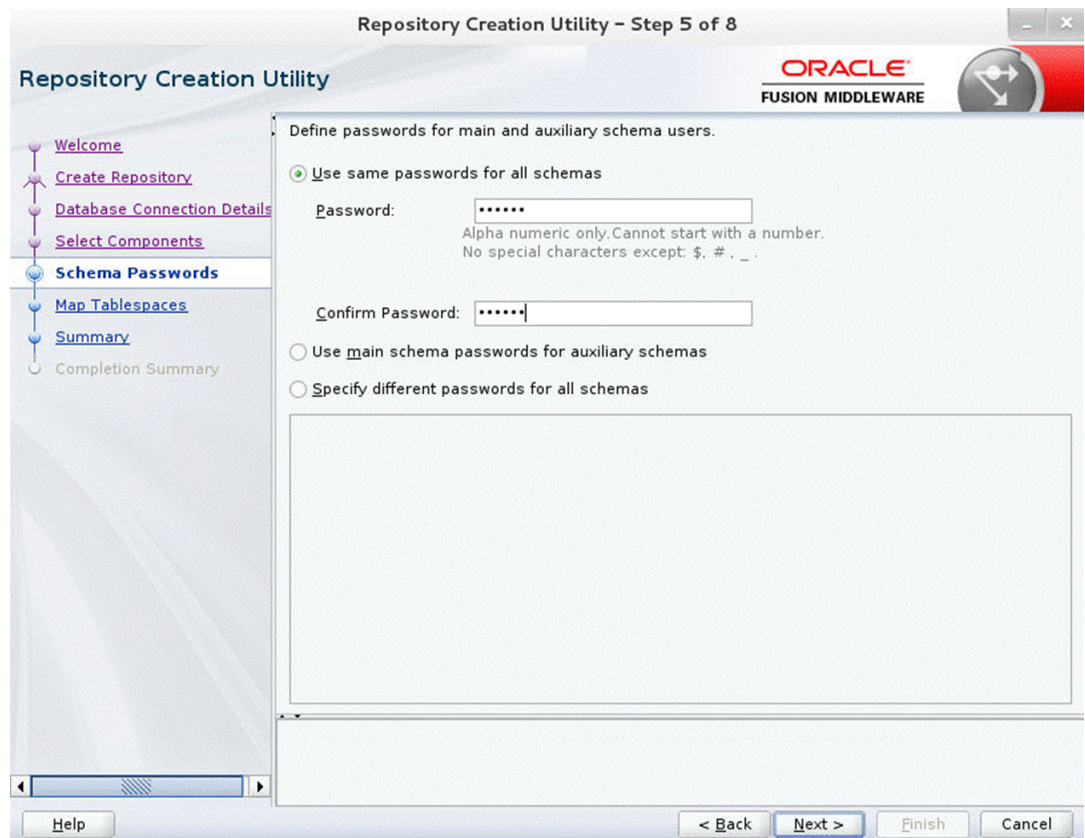 Repository Creation Utility – Step 5 of 8
Repository Creation Utility
ORACLE
FUSION MIDDLEWARE
Welcome
Create Repository
Database Connection Details
Select Components
Schema Passwords
Map Tablespaces
Summary
Completion Summary
Define passwords for main and auxiliary schema users.
Use same passwords for all schemas
Password: ••••••
Alpha numeric only.Cannot start with a number.
No special characters except: $, # , _ .
Confirm Password: ••••••
Use main schema passwords for auxiliary schemas
Specify different passwords for all schemas
Help
< Back
Next >
Finish
Cancel